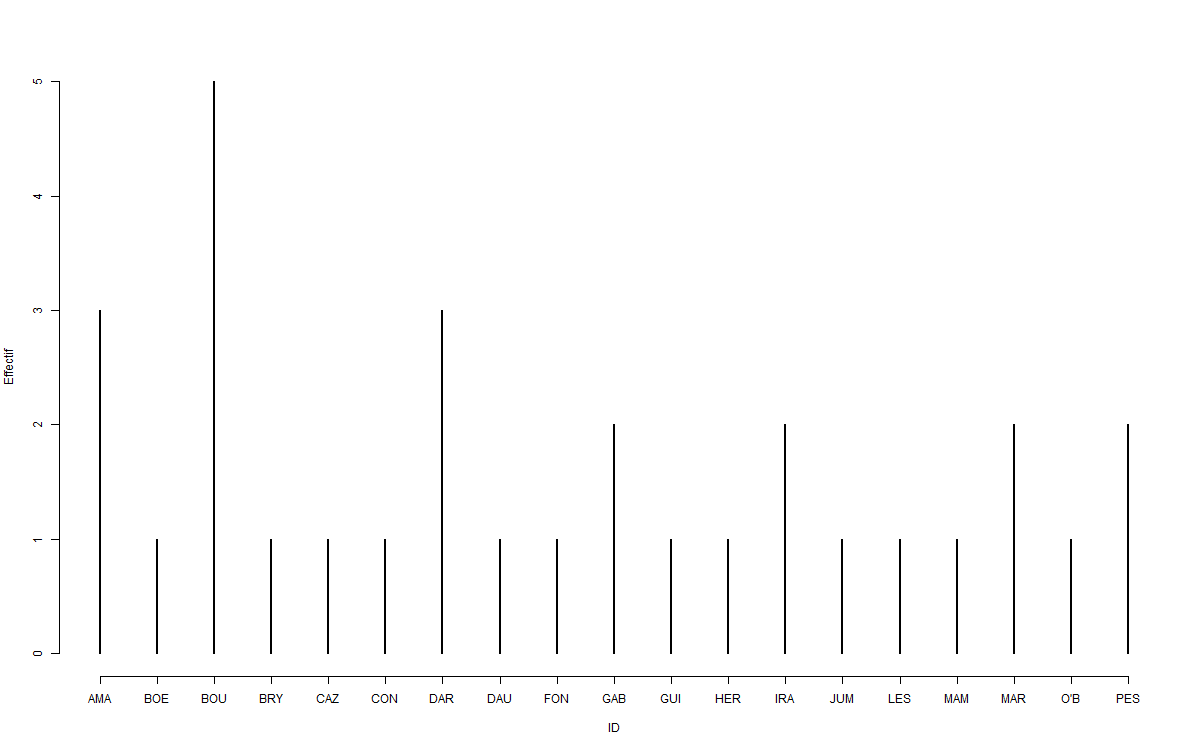 5
4
3
2
1
0
Effectif
AMA BOE BOU BRY CAZ CON DAR DAU FON GAB GUI HER IRA JUM LES MAM MAR O'B PES
ID